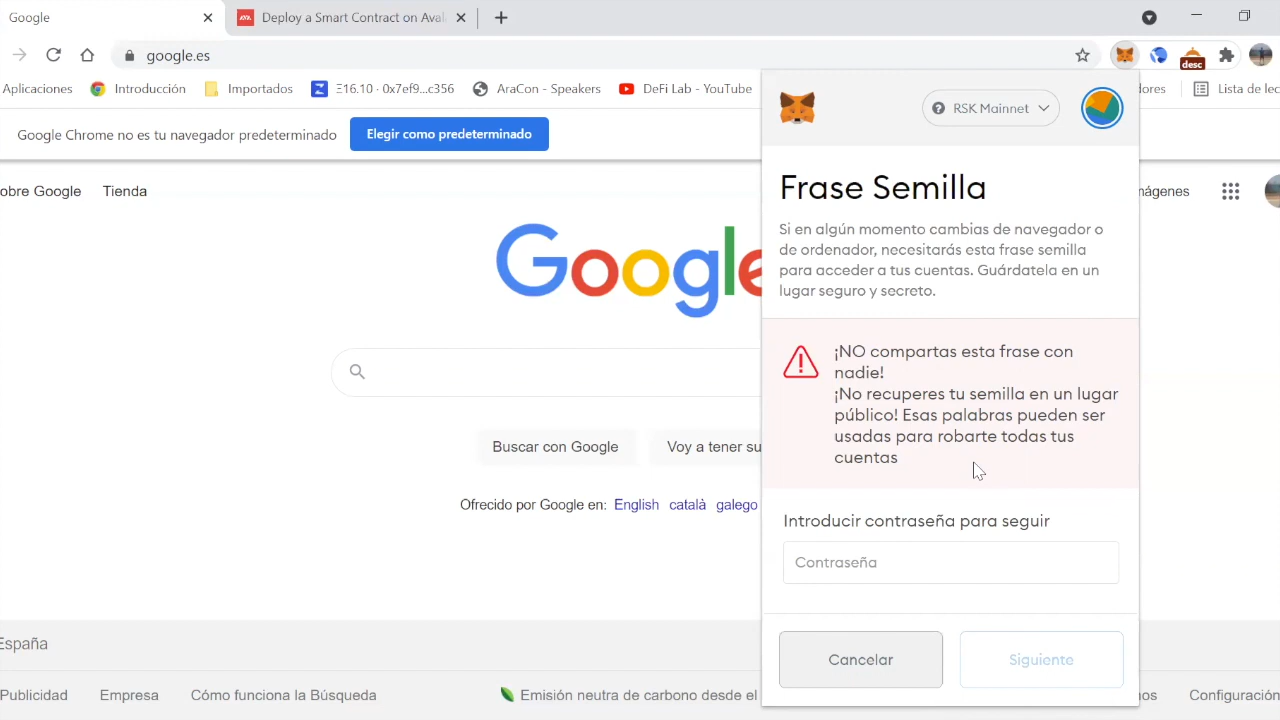 Google
Deploy a Smart Contract on Aval
google.es
desc
Aplicaciones
Introducción
Importados
Ξ16.10 · 0x7ef9...c356
AraCon - Speakers
DeFi Lab - YouTube
Lista de lec
Google Chrome no es tu navegador predeterminado
Elegir como predeterminado
obre Google
Tienda
mágenes
Google
Buscar con Google
Voy a tener su
Ofrecido por Google en: English català galego
España
Publicidad
Empresa
Cómo funciona la Búsqueda
Emisión neutra de carbono desde el
nos
Configuración
RSK Mainnet
Frase Semilla
Si en algún momento cambias de navegador o
de ordenador, necesitarás esta frase semilla
para acceder a tus cuentas. Guárdatela en un
lugar seguro y secreto.
¡NO compartas esta frase con
nadie!
¡No recuperes tu semilla en un lugar
público! Esas palabras pueden ser
usadas para robarte todas tus
cuentas
Introducir contraseña para seguir
Contraseña
Cancelar
Siguiente